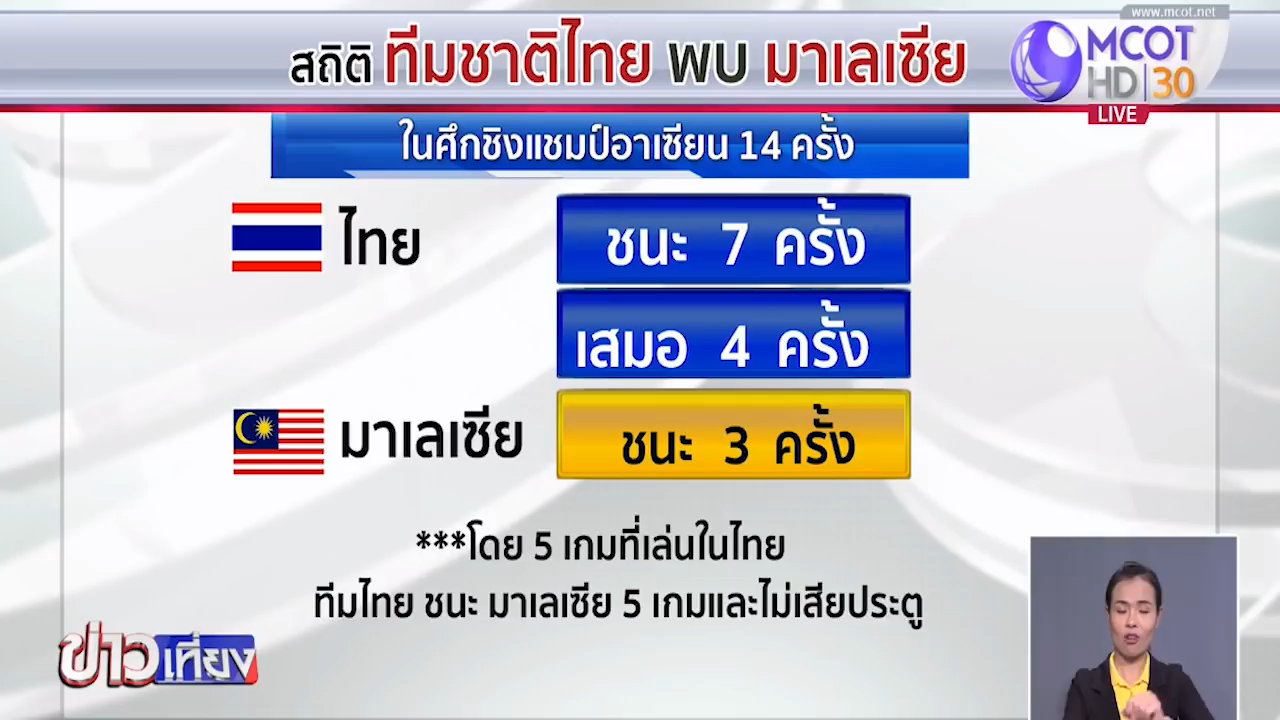 www.mcot.net
สถิติ ทีมชาติไทย พบ มาเลเซีย
MCOT
HD 30
LIVE
ในศึกชิงแชมป์อาเซียน 14 ครั้ง
ไทย ชนะ 7 ครั้ง
เสมอ 4 ครั้ง
มาเลเซีย ชนะ 3 ครั้ง
***โดย 5 เกมที่เล่นในไทย
ทีมไทย ชนะ มาเลเซีย 5 เกมและไม่เสียประตู
ข่าวเที่ยง